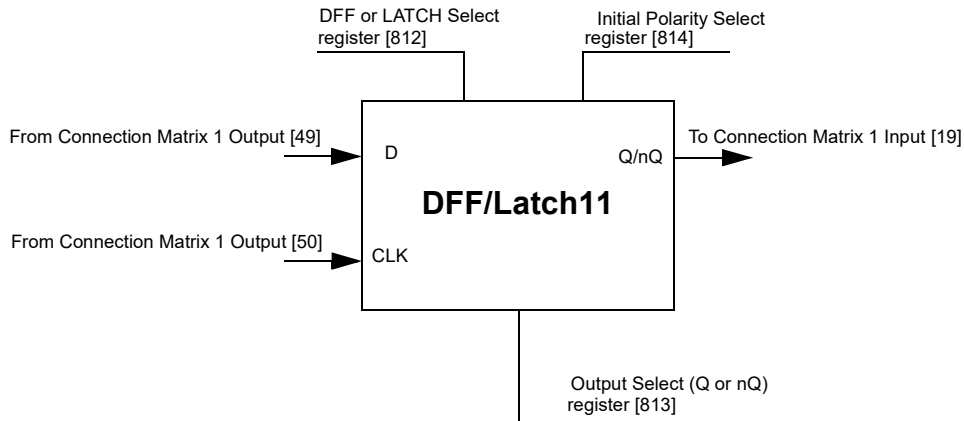 DFF or LATCH Select
register [812]
Initial Polarity Select
register [814]
From Connection Matrix 1 Output [49]
D
Q/nQ
To Connection Matrix 1 Input [19]
DFF/Latch11
From Connection Matrix 1 Output [50]
CLK
Output Select (Q or nQ)
register [813]